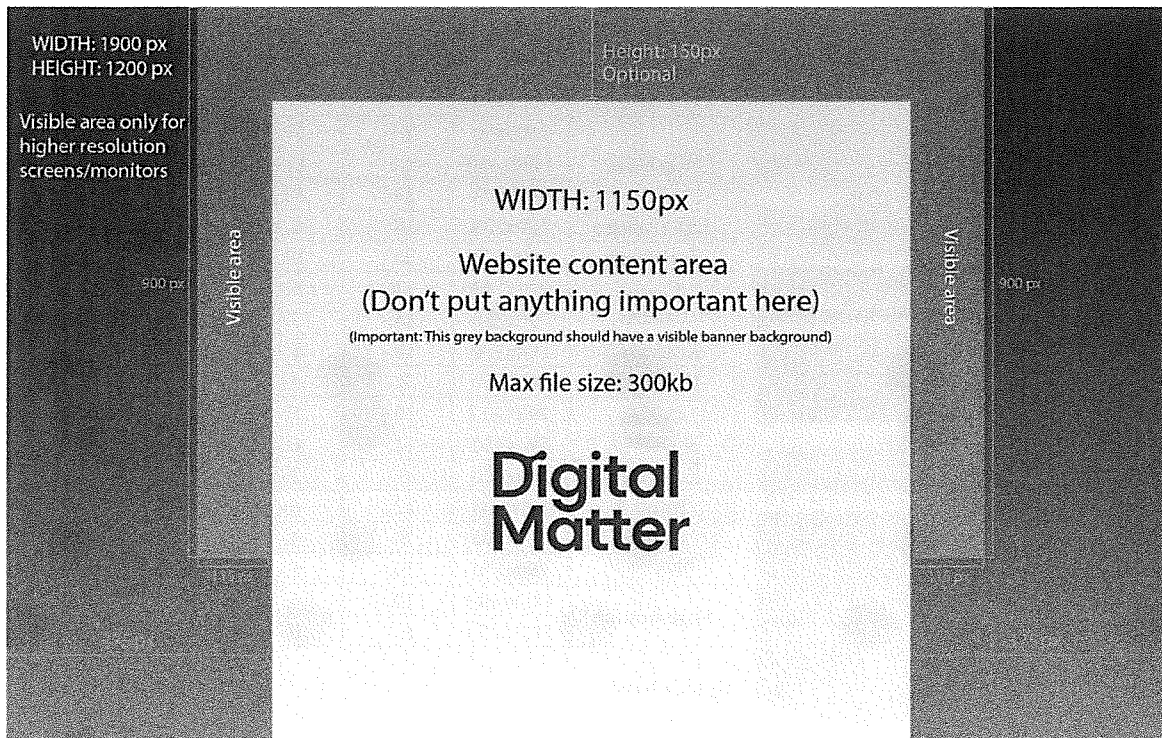 WIDTH: 1900 px
HEIGHT: 1200 px
Visible area only for
higher resolution
screens/monitors
Height: 150px
Optional
WIDTH: 1150px
Website content area
(Don't put anything important here)
(Important: This grey background should have a visible banner background)
Max file size: 300kb
Digital
Matter
Visible area
900 px
Visible area
900 px